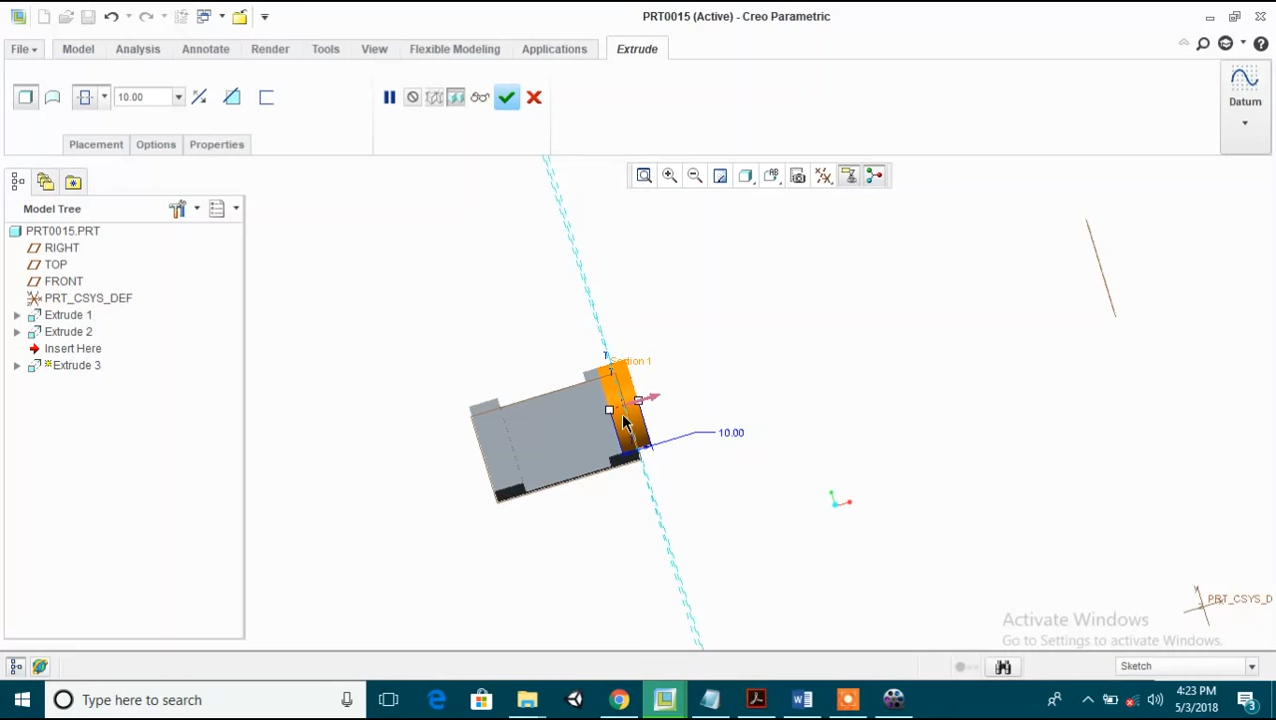 PRT0015 (Active) - Creo Parametric
File
Model
Analysis
Annotate
Render
Tools
View
Flexible Modeling
Applications
Extrude
10.00
Datum
Placement
Options
Properties
Model Tree
PRT0015.PRT
RIGHT
TOP
FRONT
PRT_CSYS_DEF
Extrude 1
Extrude 2
Insert Here
Extrude 3
T
Section 1
10.00
PRT_CSYS_D
Activate Windows
Go to Settings to activate Windows.
Sketch
Type here to search
4:23 PM
5/3/2018
3